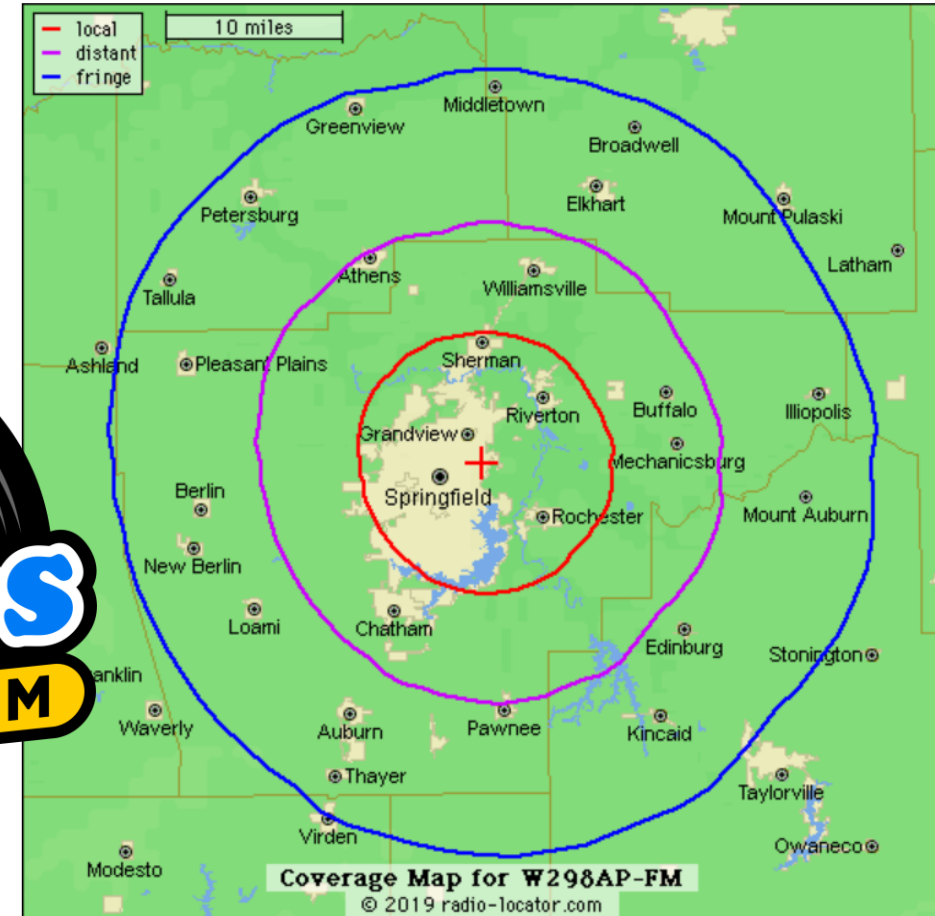 local
distant
fringe
10 miles
Middletown
Greenview
Broadwell
Elkhart
Petersburg
Mount Pulaski
Latham
Athens
Williamsville
Tallula
Sherman
Ashland
Pleasant Plains
Riverton
Buffalo
Illiopolis
Grandview
Mechanicsburg
Springfield
Berlin
Rochester
Mount Auburn
New Berlin
S
Loami
Chatham
Edinburg
Stonington
anklin
M
Waverly
Auburn
Pawnee
Kincaid
Thayer
Taylorville
Virden
Owaneco
Modesto
Coverage Map for W298AP-FM
© 2019 radio-locator.com